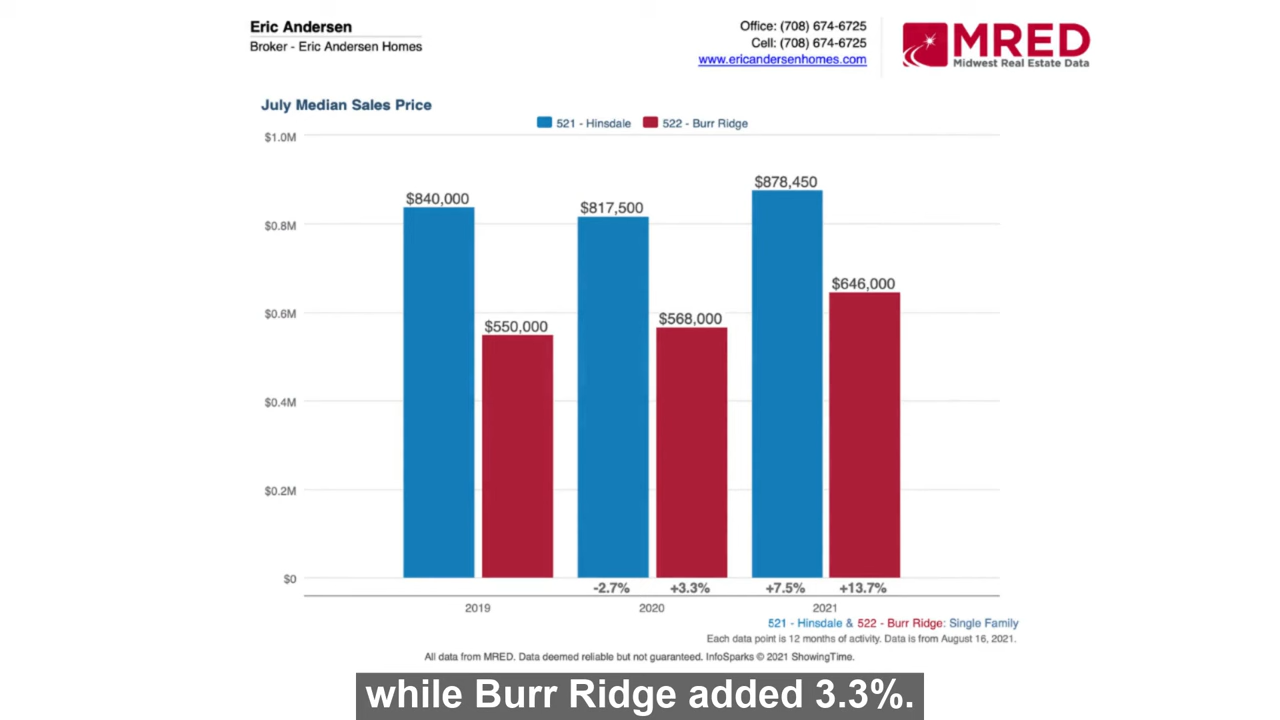 Eric Andersen
Broker - Eric Andersen Homes
Office: (708) 674-6725
Cell: (708) 674-6725
www.ericandersenhomes.com
MRED
Midwest Real Estate Data
July Median Sales Price
521 - Hinsdale 522 - Burr Ridge
$1.0M
$0.8M
$0.6M
$0.4M
$0.2M
$0
$840,000
$550,000
$817,500
$568,000
$878,450
$646,000
-2.7% +3.3% +7.5% +13.7%
2019 2020 2021
521 - Hinsdale & 522 - Burr Ridge: Single Family
Each data point is 12 months of activity. Data is from August 16, 2021.
All data from MRED. Data deemed reliable but not guaranteed. InfoSparks © 2021 ShowingTime.
while Burr Ridge added 3.3%.